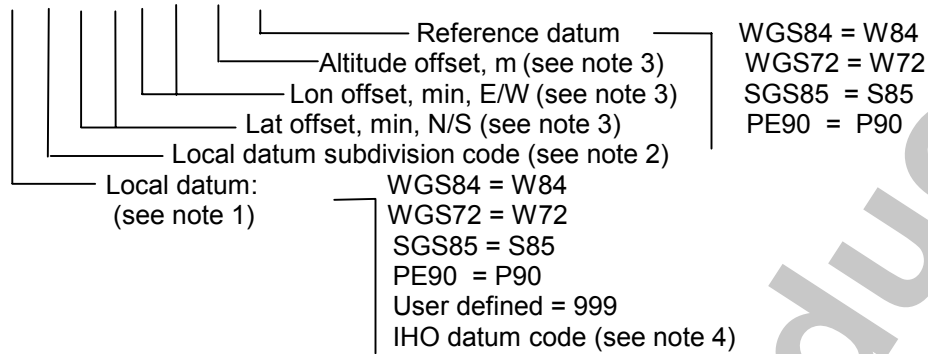 Reference datum WGS84 = W84
Altitude offset, m (see note 3) WGS72 = W72
Lon offset, min, E/W (see note 3) SGS85 = S85
Lat offset, min, N/S (see note 3) PE90 = P90
Local datum subdivision code (see note 2)
Local datum: WGS84 = W84
(see note 1) WGS72 = W72
SGS85 = S85
PE90 = P90
User defined = 999
IHO datum code (see note 4)